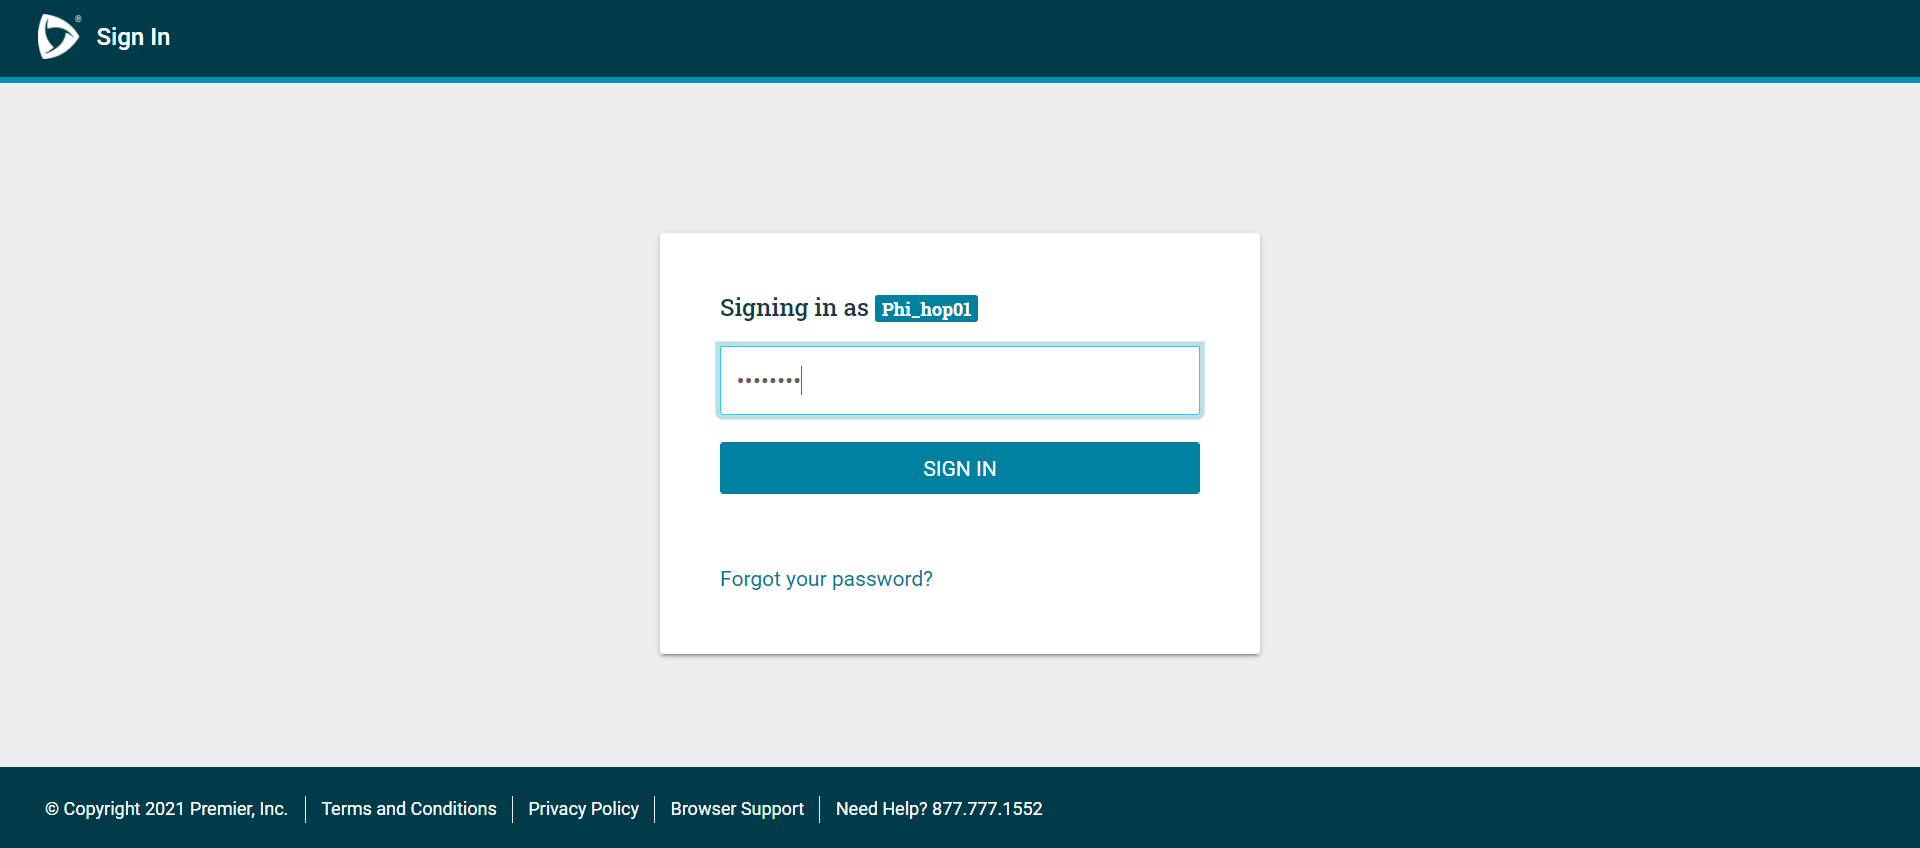 ®
Sign In
Signing in as Phi_hop01
••••••••
SIGN IN
Forgot your password?
© Copyright 2021 Premier, Inc. Terms and Conditions Privacy Policy Browser Support Need Help? 877.777.1552